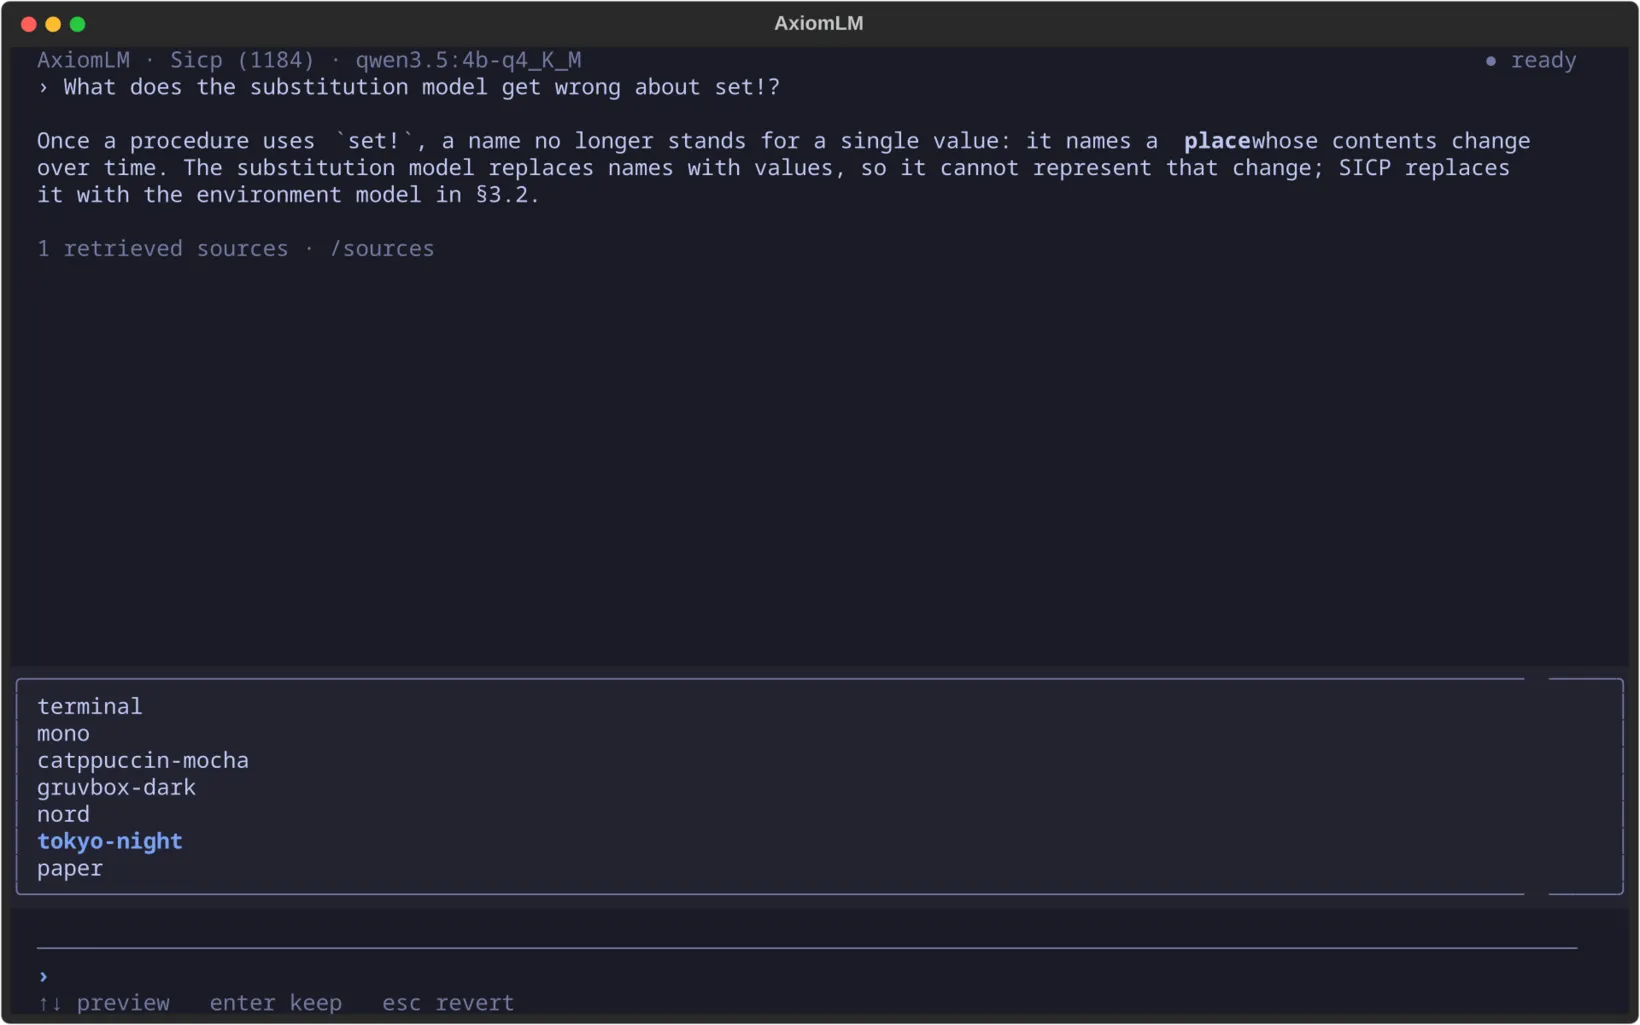 AxiomLM
AxiomLM · Sicp (1184) · qwen3.5:4b-q4_K_M ● ready
› What does the substitution model get wrong about set!?
Once a procedure uses `set!`, a name no longer stands for a single value: it names a placewhose contents change
over time. The substitution model replaces names with values, so it cannot represent that change; SICP replaces
it with the environment model in §3.2.
1 retrieved sources · /sources
terminal
mono
catppuccin-mocha
gruvbox-dark
nord
tokyo-night
paper
›
↑↓ preview enter keep esc revert